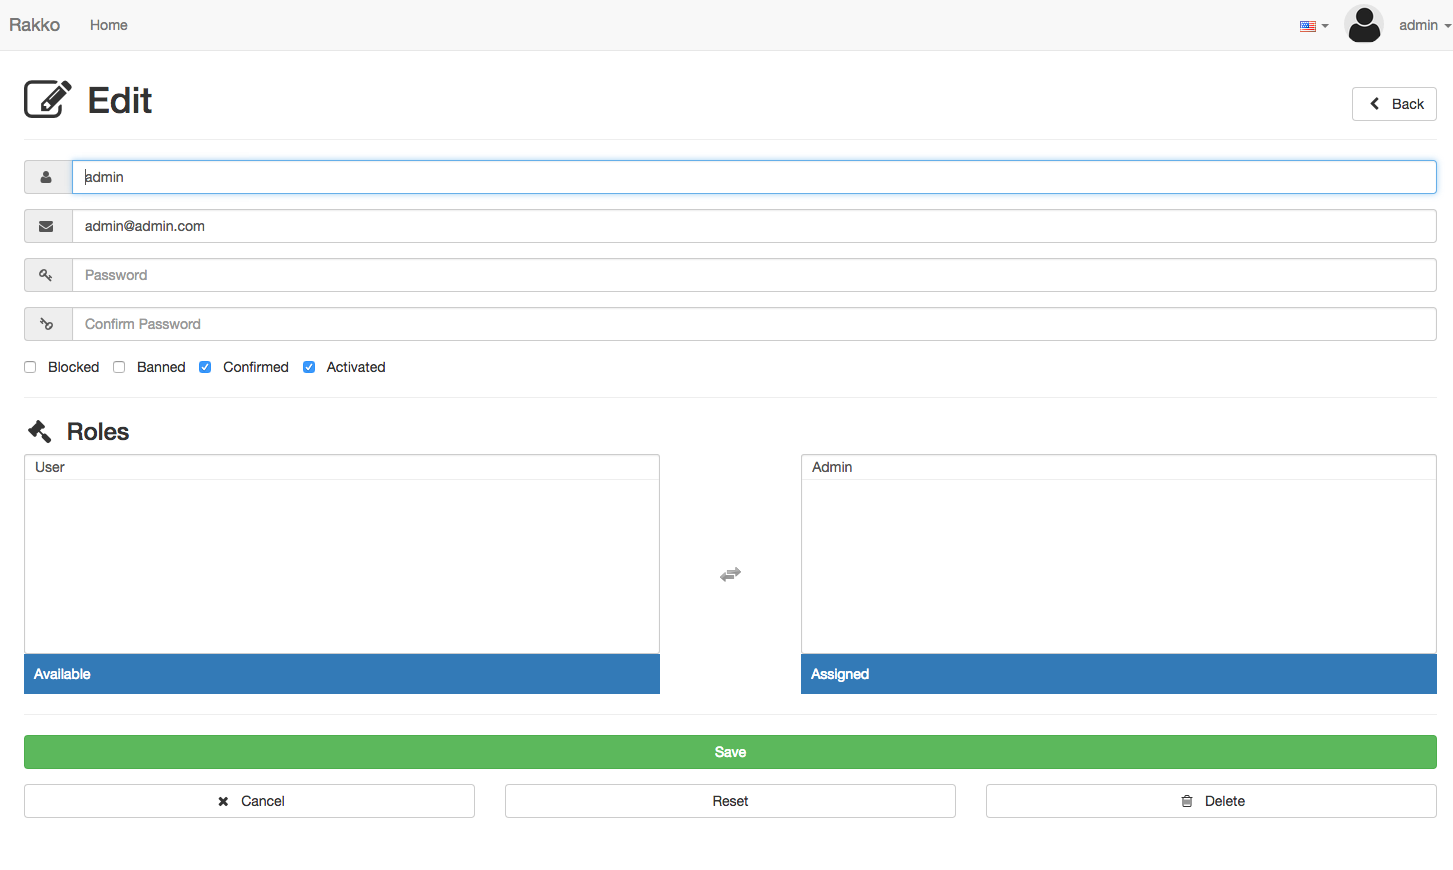 Rakko Home admin
Edit
Back
admin
admin@admin.com
Password
Confirm Password
Blocked Banned Confirmed Activated
Roles
User Admin
Available Assigned
Save
Cancel Reset Delete